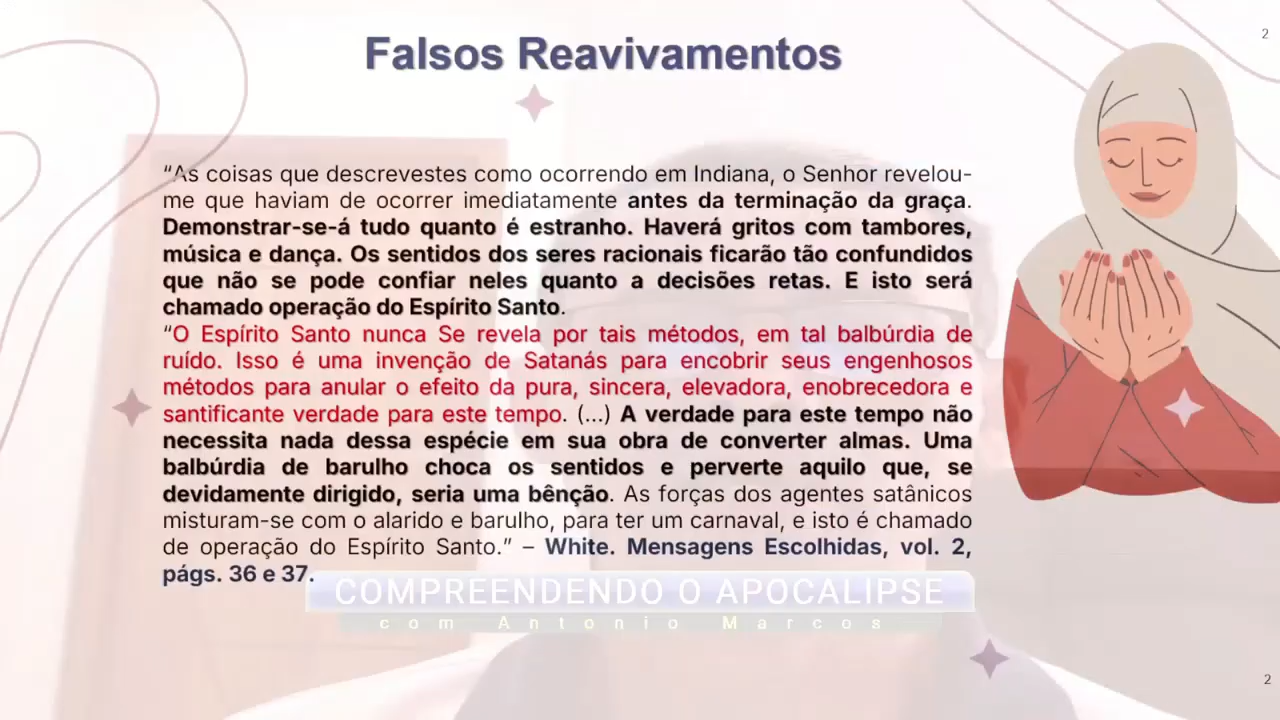 2
Falsos Reavivamentos
“As coisas que descrevestes como ocorrendo em Indiana, o Senhor revelou-
me que haviam de ocorrer imediatamente antes da terminação da graça.
Demonstrar-se-á tudo quanto é estranho. Haverá gritos com tambores,
música e dança. Os sentidos dos seres racionais ficarão tão confundidos
que não se pode confiar neles quanto a decisões retas. E isto será
chamado operação do Espírito Santo.
“O Espírito Santo nunca Se revela por tais métodos, em tal balbúrdia de
ruído. Isso é uma invenção de Satanás para encobrir seus engenhosos
métodos para anular o efeito da pura, sincera, elevadora, enobrecedora e
santificante verdade para este tempo. (...) A verdade para este tempo não
necessita nada dessa espécie em sua obra de converter almas. Uma
balbúrdia de barulho choca os sentidos e perverte aquilo que, se
devidamente dirigido, seria uma bênção. As forças dos agentes satânicos
misturam-se com o alarido e barulho, para ter um carnaval, e isto é chamado
de operação do Espírito Santo.” – White. Mensagens Escolhidas, vol. 2,
págs. 36 e 37.
COMPREENDENDO O APOCALIPSE
com Antonio Marcos
2